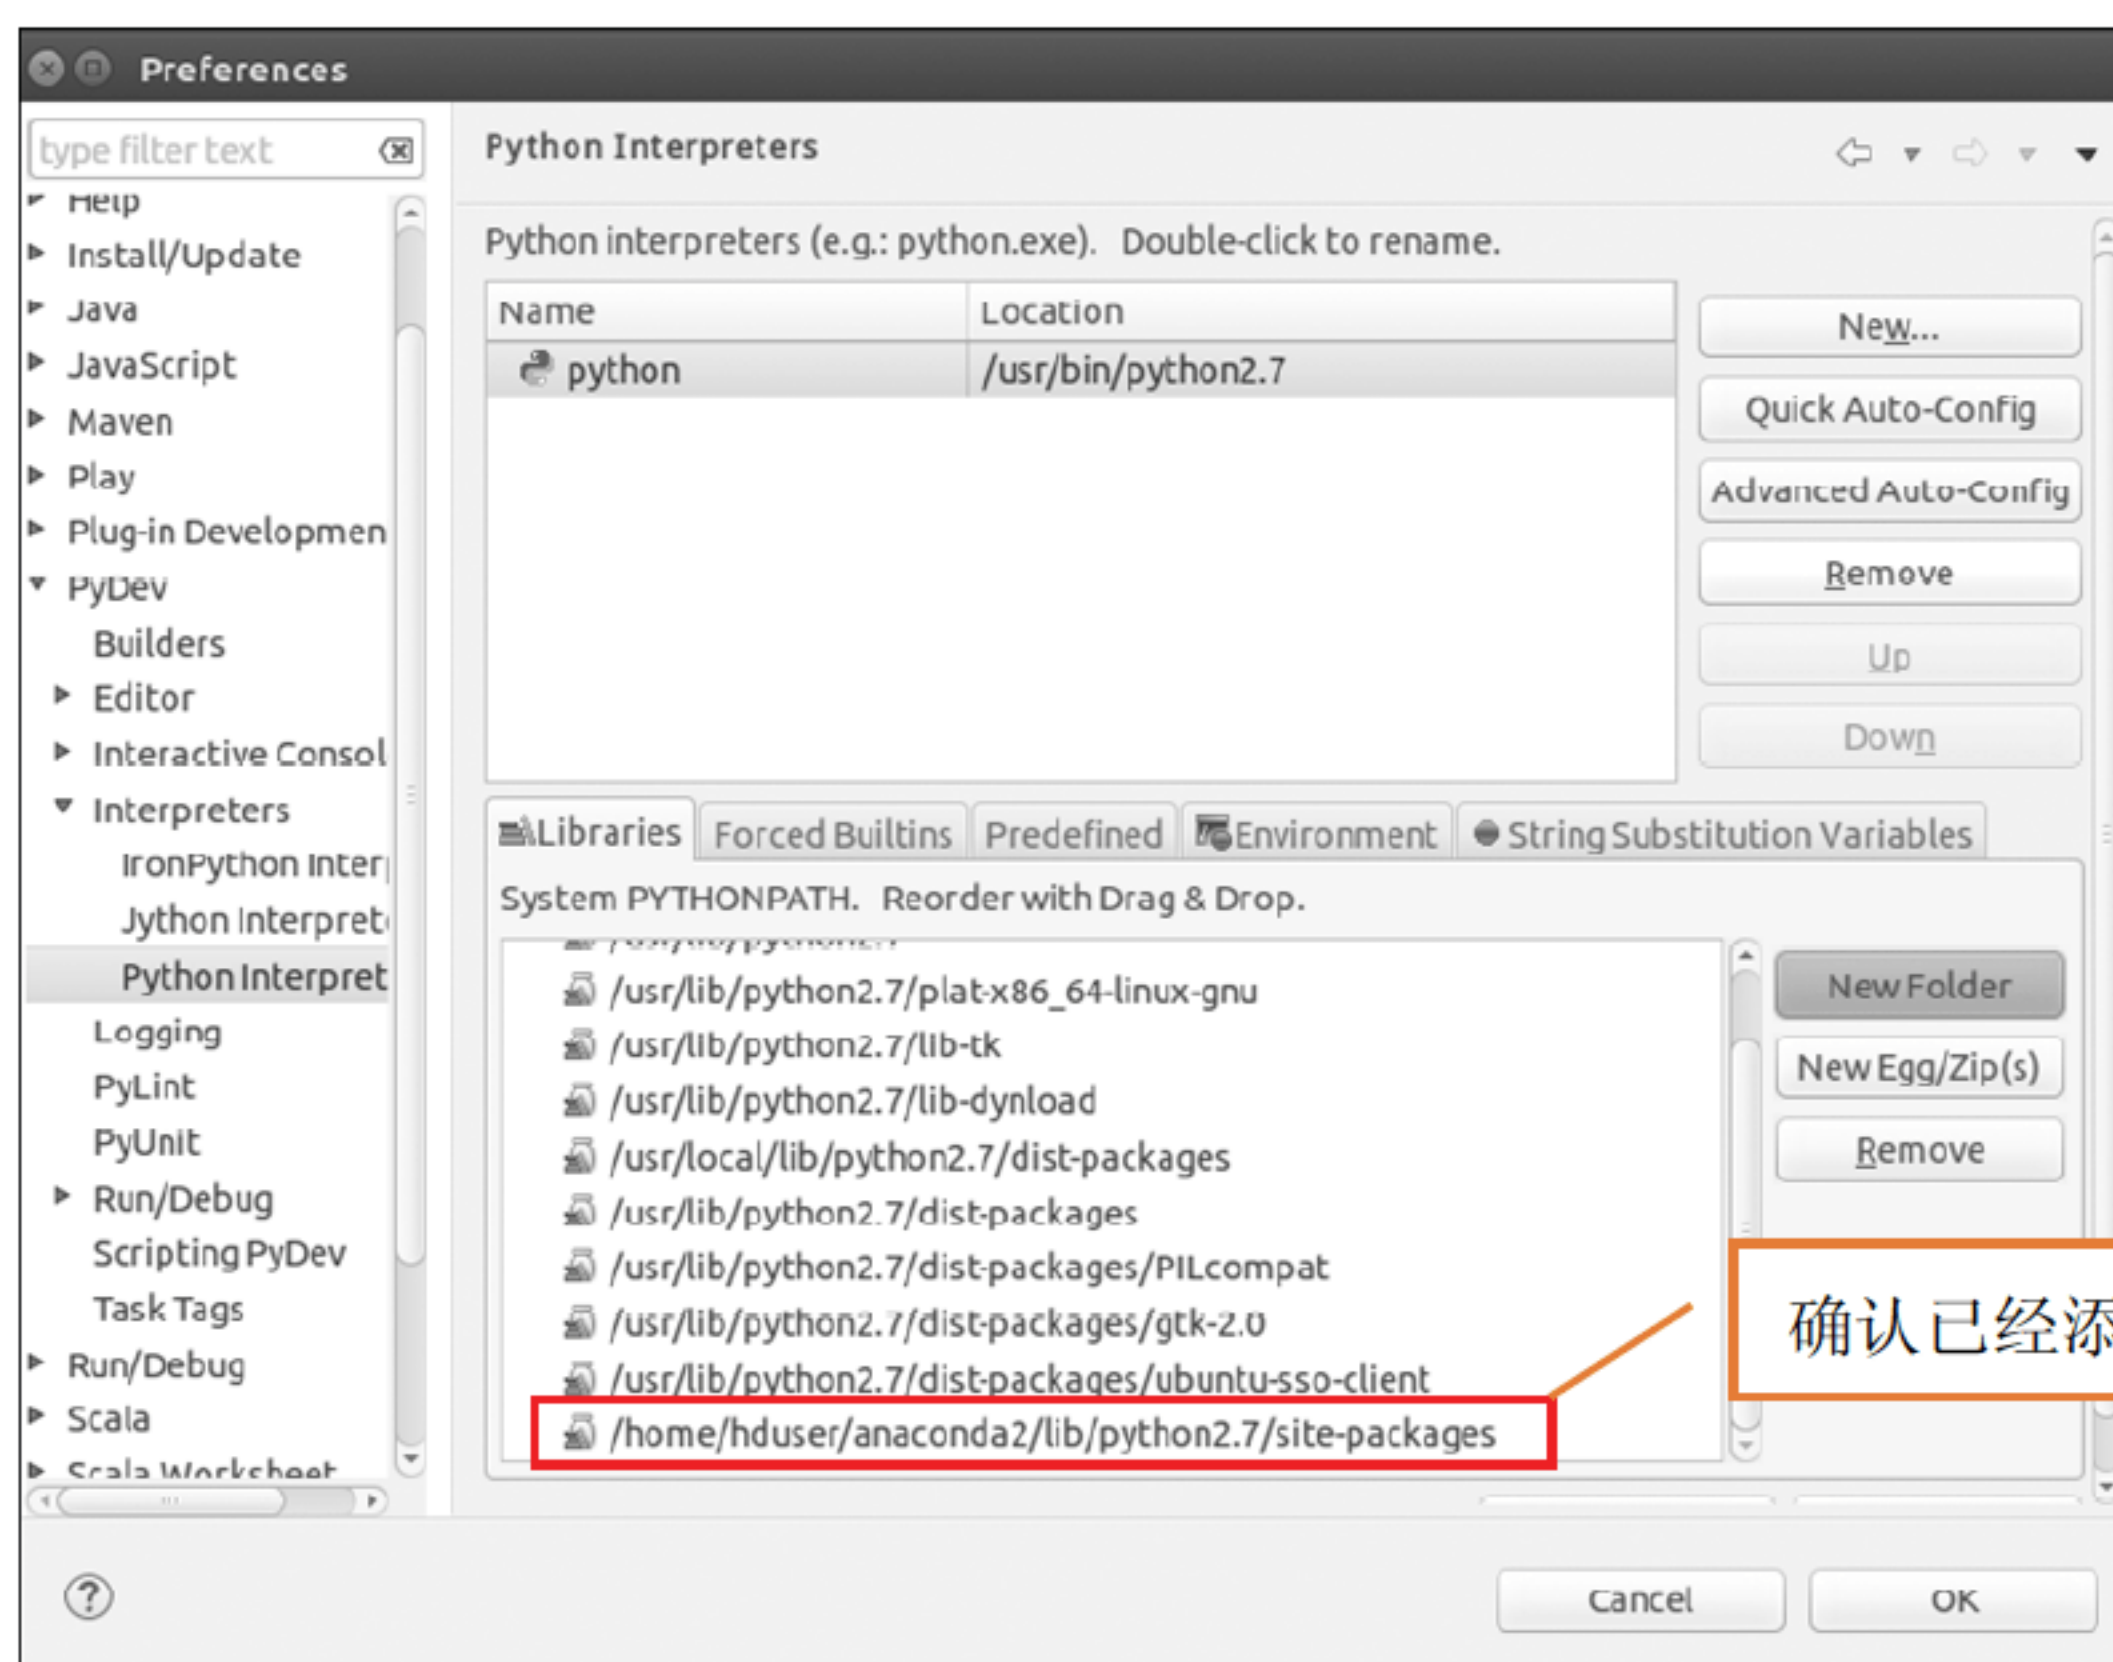 Preferences
type filter text
Help
Install/Update
Java
JavaScript
Maven
Play
Plug-in Developmen
PyDev
Builders
Editor
Interactive Consol
Interpreters
IronPython Inter
Jython Interpret
Python Interpret
Logging
PyLint
PyUnit
Run/Debug
Scripting PyDev
Task Tags
Run/Debug
Scala
Scala Worksheet
Python Interpreters
Python interpreters (e.g.: python.exe). Double-click to rename.
Name Location
python /usr/bin/python2.7
New...
Quick Auto-Config
Advanced Auto-Config
Remove
Up
Down
Libraries Forced Builtins Predefined Environment String Substitution Variables
System PYTHONPATH. Reorder with Drag & Drop.
/usr/lib/python2.7
/usr/lib/python2.7/plat-x86_64-linux-gnu
/usr/lib/python2.7/lib-tk
/usr/lib/python2.7/lib-dynload
/usr/local/lib/python2.7/dist-packages
/usr/lib/python2.7/dist-packages
/usr/lib/python2.7/dist-packages/PILcompat
/usr/lib/python2.7/dist-packages/gtk-2.0
/usr/lib/python2.7/dist-packages/ubuntu-sso-client
/home/hduser/anaconda2/lib/python2.7/site-packages
New Folder
New Egg/Zip(s)
Remove
确认已经添
Cancel
OK